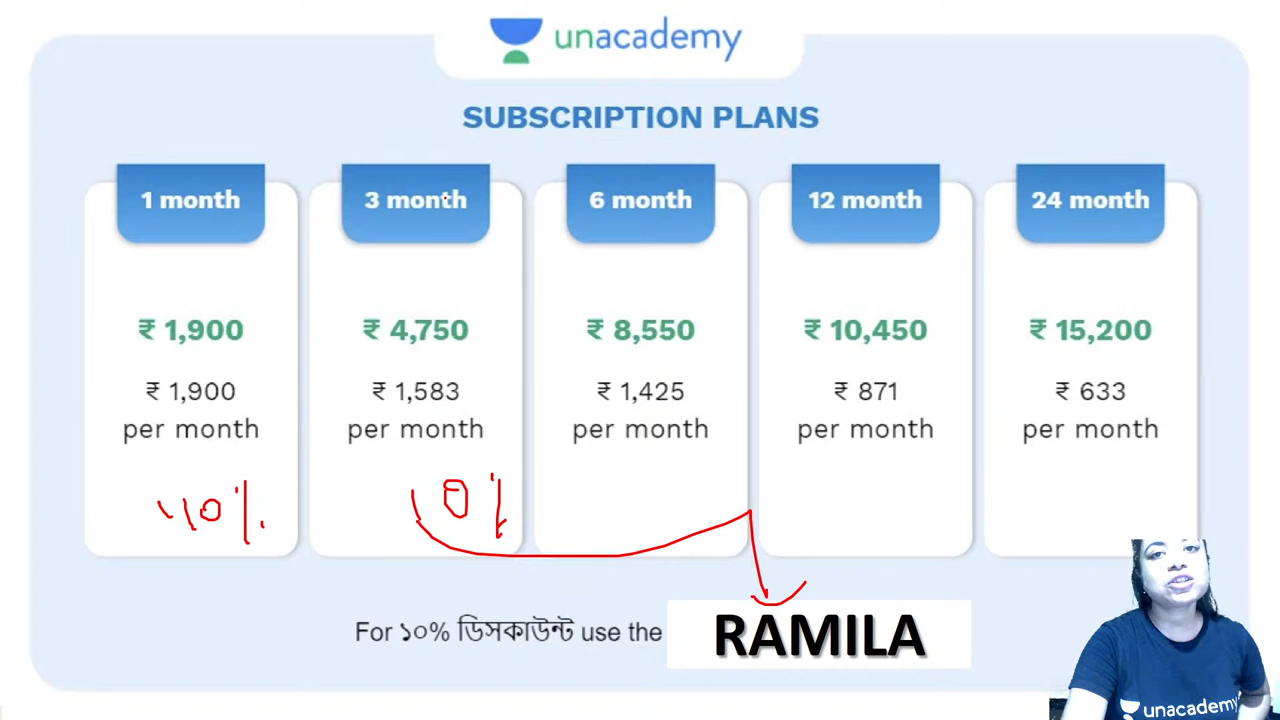 unacademy
SUBSCRIPTION PLANS
1 month
3 month
6 month
12 month
24 month
₹ 1,900
₹ 4,750
₹ 8,550
₹ 10,450
₹ 15,200
₹ 1,900
₹ 1,583
₹ 1,425
₹ 871
₹ 633
per month
per month
per month
per month
per month
10%
10%
For ১০% ডিসকাউন্ট use the RAMILA
unacademy